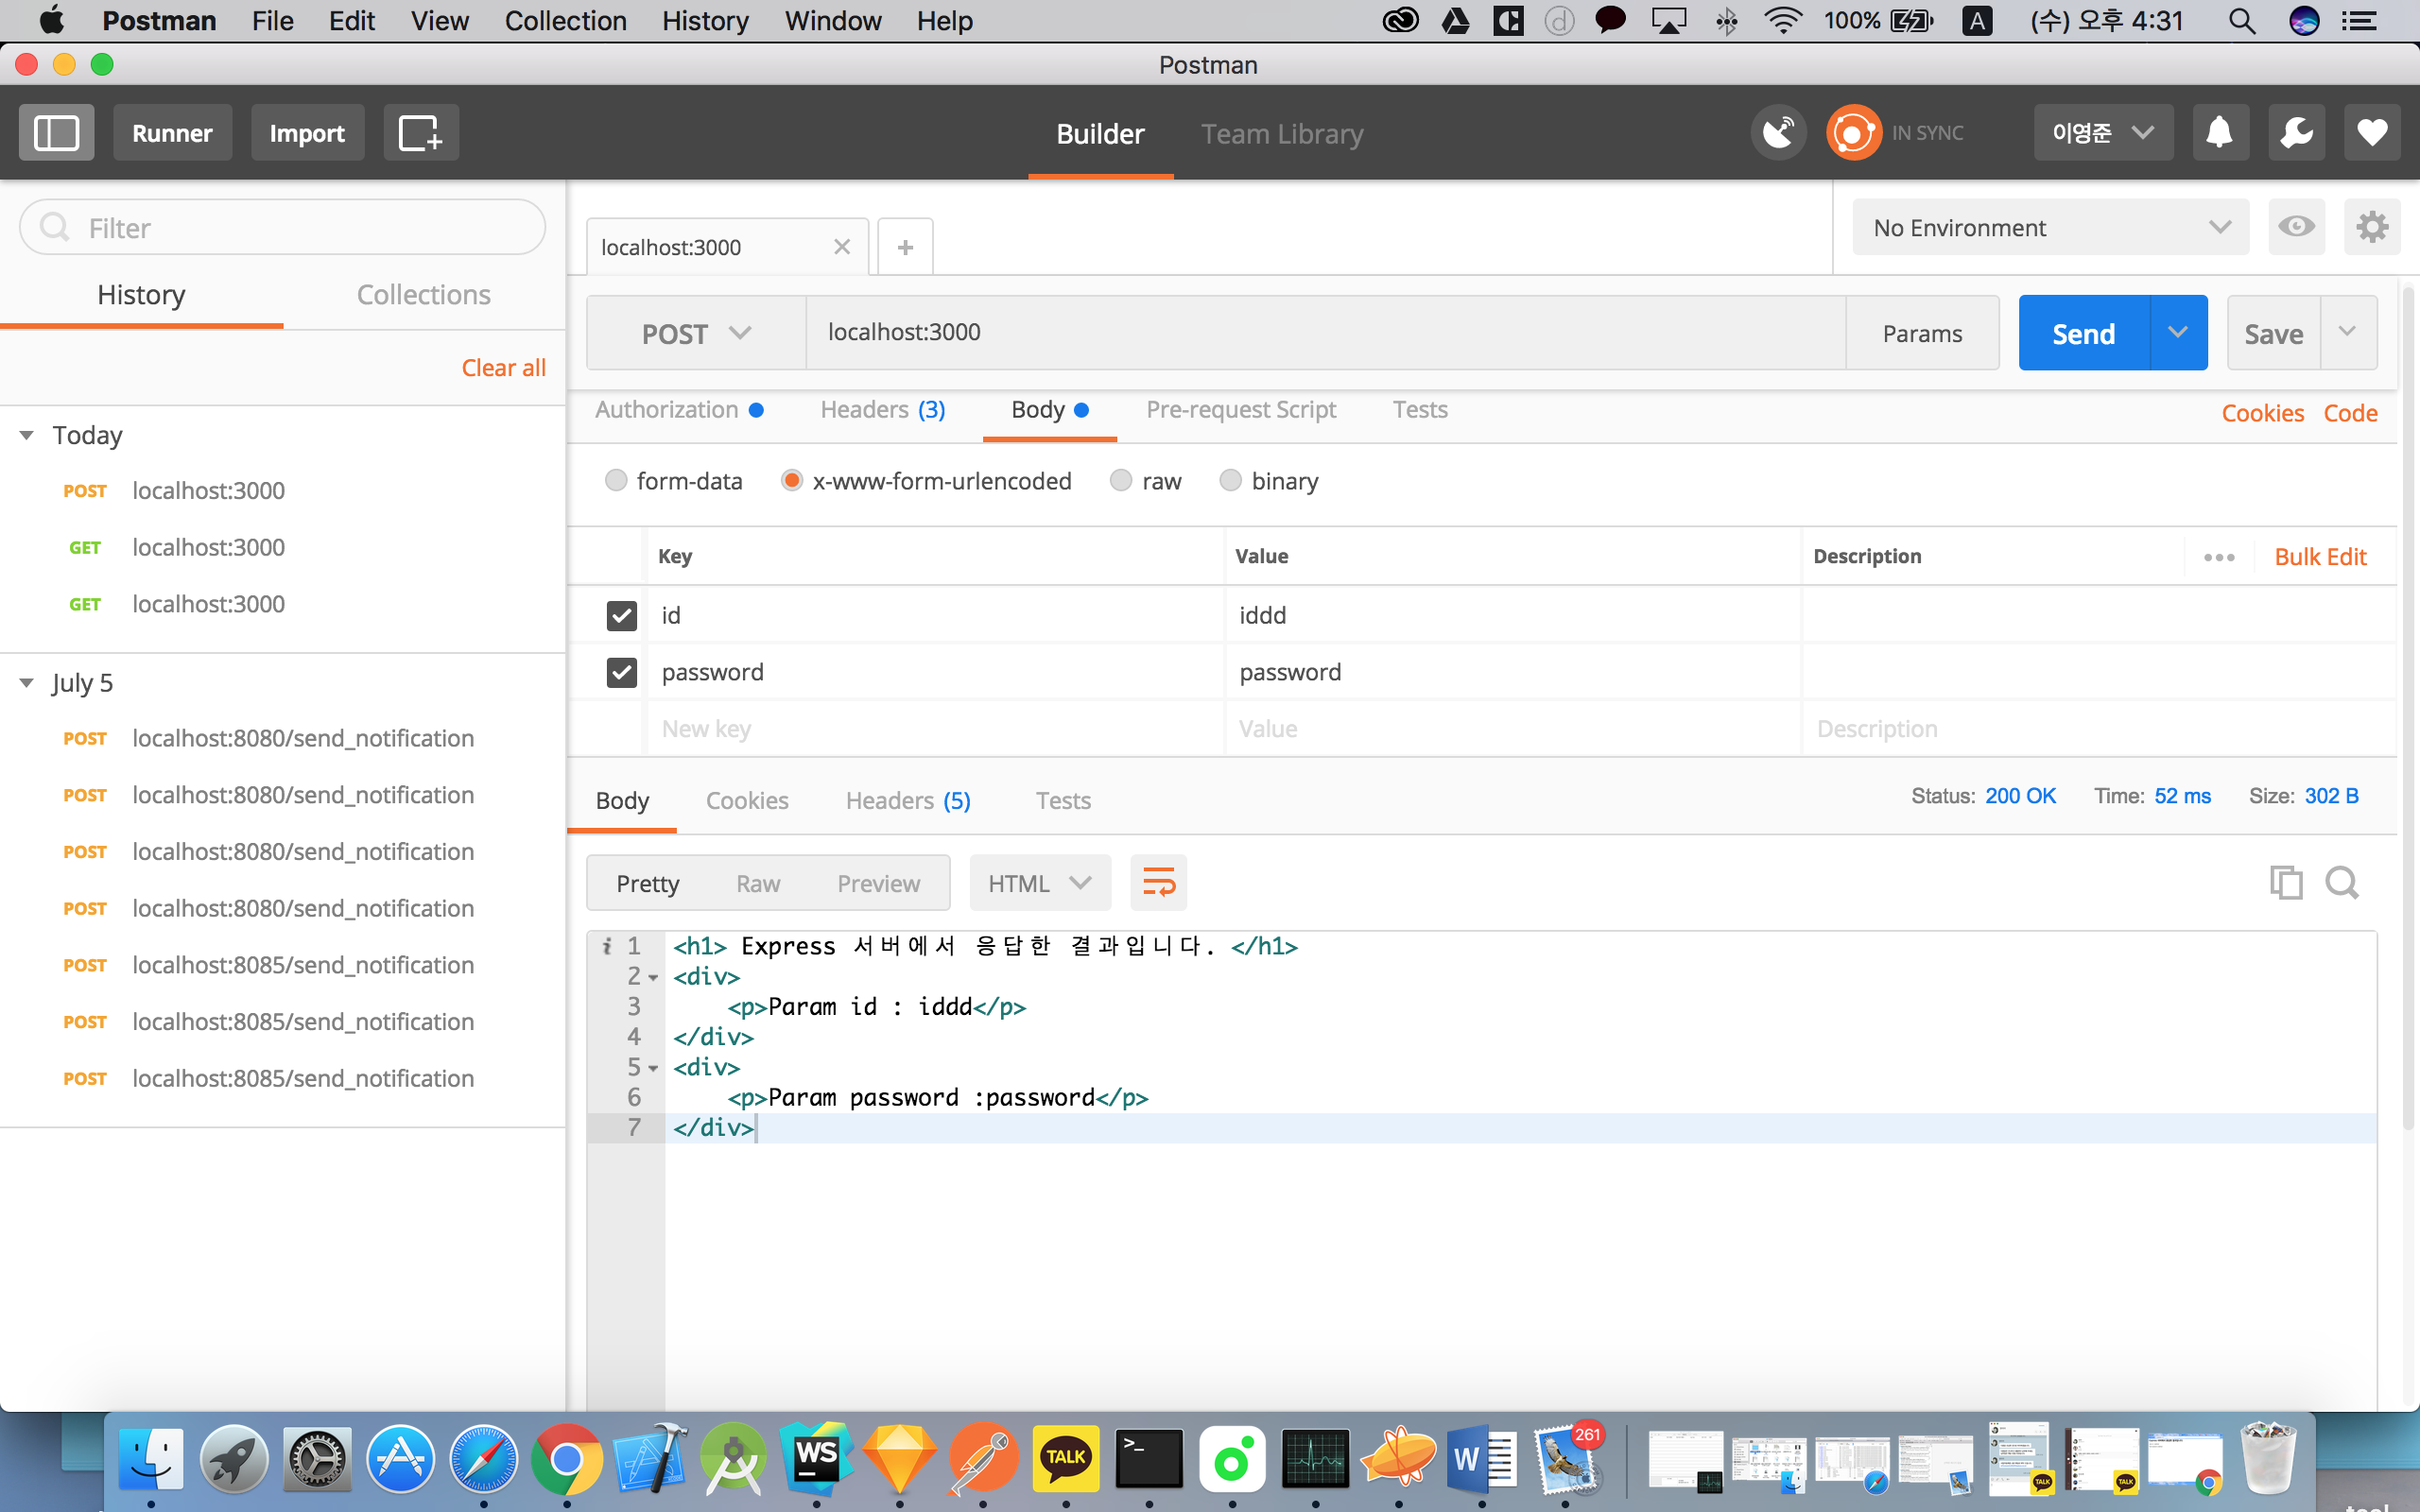 Postman File Edit View Collection History Window Help 100% A (수) 오후 4:31
Postman
Runner Import Builder Team Library IN SYNC 이영준
Filter
History Collections
Clear all
Today
POST localhost:3000
GET localhost:3000
GET localhost:3000
July 5
POST localhost:8080/send_notification
POST localhost:8080/send_notification
POST localhost:8080/send_notification
POST localhost:8080/send_notification
POST localhost:8085/send_notification
POST localhost:8085/send_notification
POST localhost:8085/send_notification
localhost:3000
No Environment
POST localhost:3000 Params Send Save
Authorization Headers (3) Body Pre-request Script Tests Cookies Code
form-data x-www-form-urlencoded raw binary
Key Value Description Bulk Edit
id iddd
password password
New key Value Description
Body Cookies Headers (5) Tests Status: 200 OK Time: 52 ms Size: 302 B
Pretty Raw Preview HTML
i 1 <h1> Express 서버에서 응답한 결과입니다. </h1>
2 <div>
3 <p>Param id : iddd</p>
4 </div>
5 <div>
6 <p>Param password :password</p>
7 </div>
WS TALK >_ W 261
TALK TALK